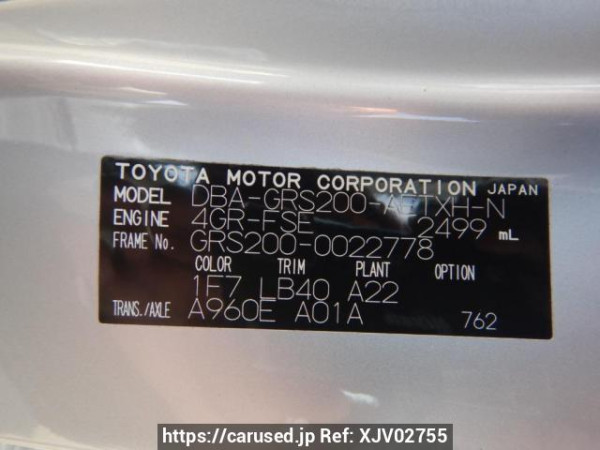 TOYOTA MOTOR CORPORATION JAPAN
MODEL DBA-GRS200-AETXH-N
ENGINE 4GR-FSE 2499 mL
FRAME No. GRS200-0022778
COLOR TRIM PLANT OPTION
1F7 LB40 A22
TRANS./AXLE A960E A01A 762
https://carused.jp Ref: XJV02755